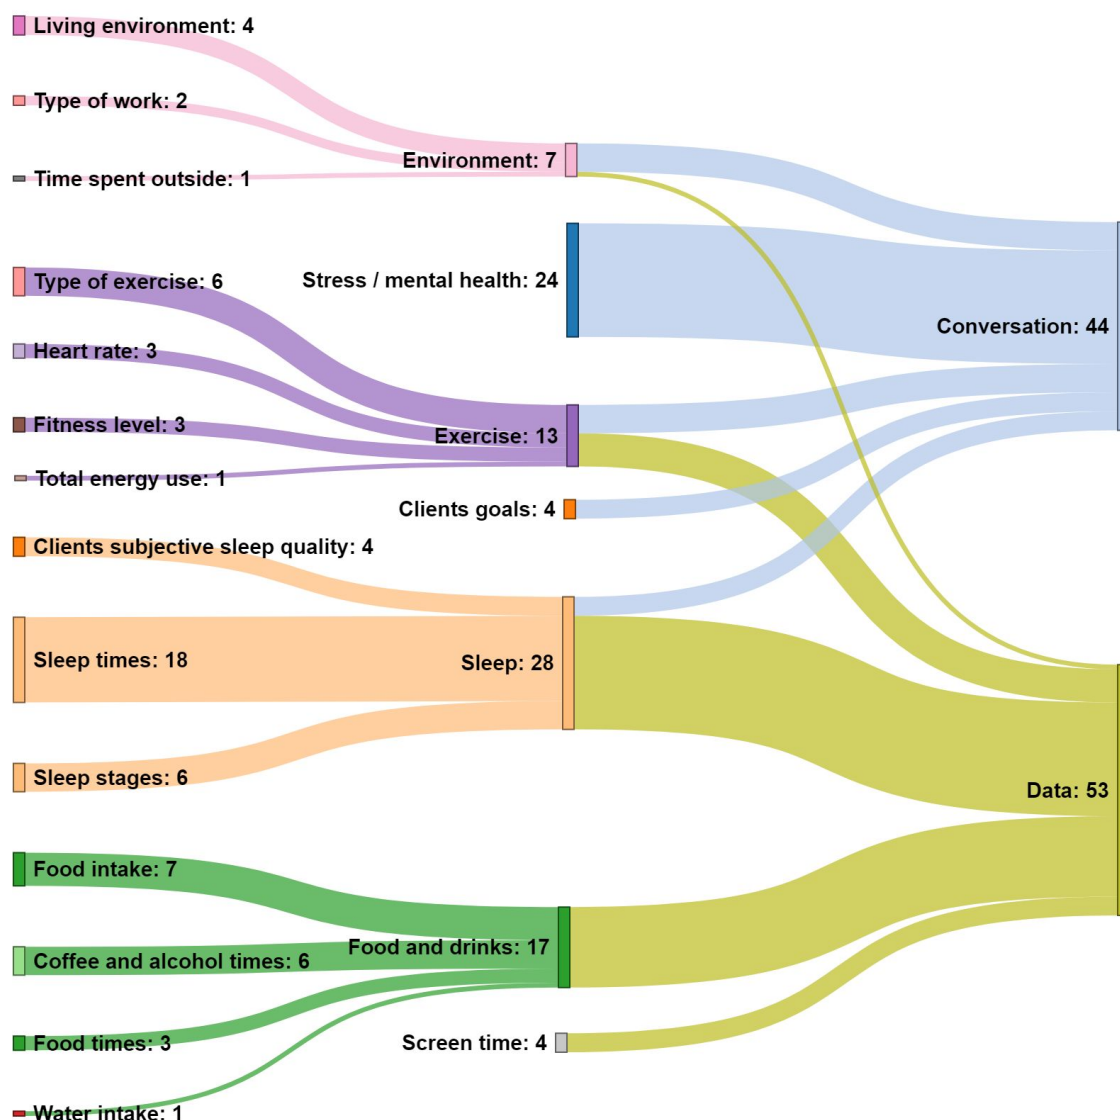 Living environment: 4
Type of work: 2
Environment: 7
Time spent outside: 1
Type of exercise: 6
Stress / mental health: 24
Conversation: 44
Heart rate: 3
Fitness level: 3
Exercise: 13
Total energy use: 1
Clients goals: 4
Clients subjective sleep quality: 4
Sleep times: 18
Sleep: 28
Sleep stages: 6
Data: 53
Food intake: 7
Food and drinks: 17
Coffee and alcohol times: 6
Food times: 3
Screen time: 4
Water intake: 1